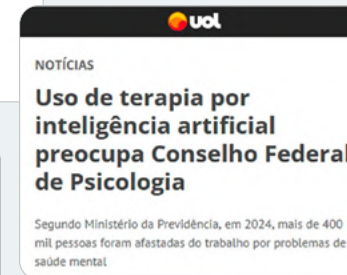 uol
NOTÍCIAS
Uso de terapia por
inteligência artificial
preocupa Conselho Federal
de Psicologia
Segundo Ministério da Previdência, em 2024, mais de 400
mil pessoas foram afastadas do trabalho por problemas de
saúde mental